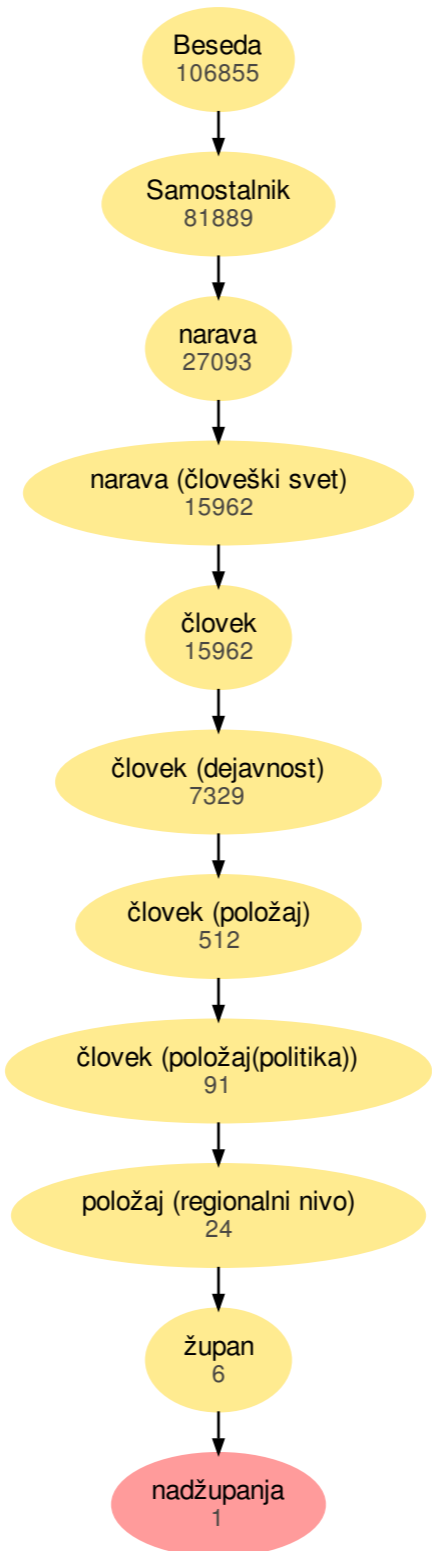 Beseda
106855
Samostalnik
81889
narava
27093
narava (človeški svet)
15962
človek
15962
človek (dejavnost)
7329
človek (položaj)
512
človek (položaj(politika))
91
položaj (regionalni nivo)
24
župan
6
nadžupanja
1